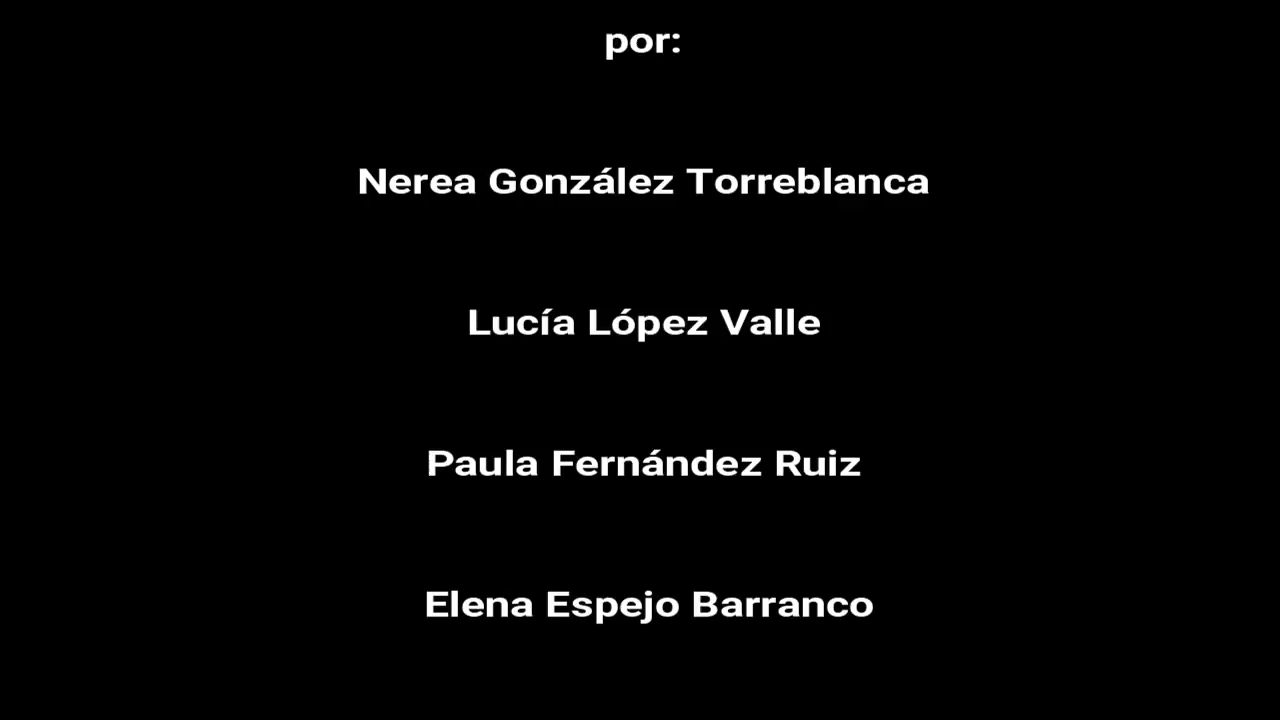 por:
Nerea González Torreblanca
Lucía López Valle
Paula Fernández Ruiz
Elena Espejo Barranco